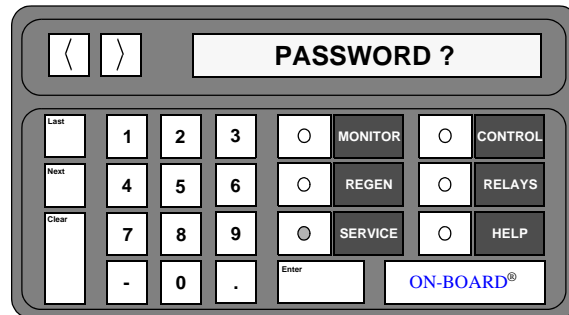 〈 〉 PASSWORD ?
Last 1 2 3 MONITOR CONTROL
Next 4 5 6 REGEN RELAYS
Clear 7 8 9 SERVICE HELP
- 0 . Enter ON-BOARD®